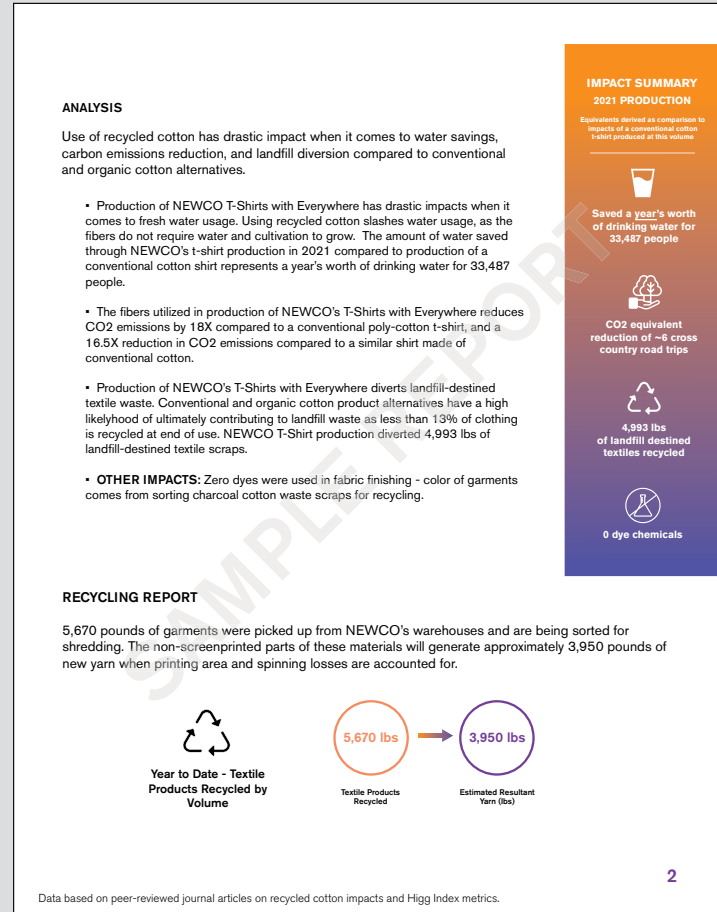 ANALYSIS
Use of recycled cotton has drastic impact when it comes to water savings,
carbon emissions reduction, and landfill diversion compared to conventional
and organic cotton alternatives.
▪ Production of NEWCO T-Shirts with Everywhere has drastic impacts when it
comes to fresh water usage. Using recycled cotton slashes water usage, as the
fibers do not require water and cultivation to grow. The amount of water saved
through NEWCO's t-shirt production in 2021 compared to production of a
conventional cotton shirt represents a year's worth of drinking water for 33,487
people.
▪ The fibers utilized in production of NEWCO's T-Shirts with Everywhere reduces
CO2 emissions by 18X compared to a conventional poly-cotton t-shirt, and a
16.5X reduction in CO2 emissions compared to a similar shirt made of
conventional cotton.
▪ Production of NEWCO's T-Shirts with Everywhere diverts landfill-destined
textile waste. Conventional and organic cotton product alternatives have a high
likelyhood of ultimately contributing to landfill waste as less than 13% of clothing
is recycled at end of use. NEWCO T-Shirt production diverted 4,993 lbs of
landfill-destined textile scraps.
▪ OTHER IMPACTS: Zero dyes were used in fabric finishing - color of garments
comes from sorting charcoal cotton waste scraps for recycling.
IMPACT SUMMARY
2021 PRODUCTION
Equivalents derived as comparison to
impacts of a conventional cotton
t-shirt produced at this volume
Saved a year's worth
of drinking water for
33,487 people
CO2 equivalent
reduction of ~6 cross
country road trips
4,993 lbs
of landfill destined
textiles recycled
0 dye chemicals
SAMPLE REPORT
RECYCLING REPORT
5,670 pounds of garments were picked up from NEWCO's warehouses and are being sorted for
shredding. The non-screenprinted parts of these materials will generate approximately 3,950 pounds of
new yarn when printing area and spinning losses are accounted for.
Year to Date - Textile
Products Recycled by
Volume
5,670 lbs
Textile Products
Recycled
3,950 lbs
Estimated Resultant
Yarn (lbs)
2
Data based on peer-reviewed journal articles on recycled cotton impacts and Higg Index metrics.